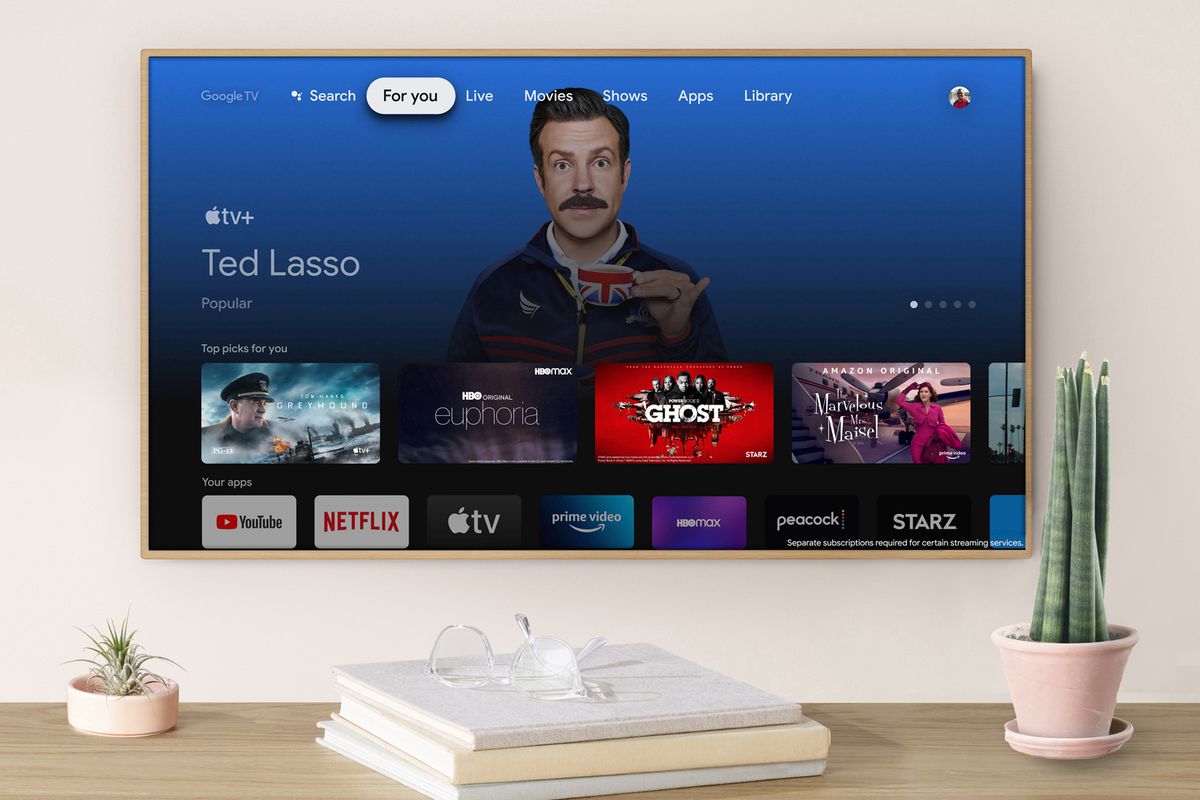 Google TV
Search
For you
Live
Movies
Shows
Apps
Library
tv+
Ted Lasso
Popular
Top picks for you
TOM HANKS
GREYHOUND
PG-13
tv+
HBOMAX
HBO ORIGINAL
euphoria
POWER BOOK II
GHOST
STARZ
AMAZON ORIGINAL
The
Marvelous
Mrs.
Maisel
prime video
Your apps
YouTube
NETFLIX
tv
prime video
HBOMAX
peacock
STARZ
Separate subscriptions required for certain streaming services.